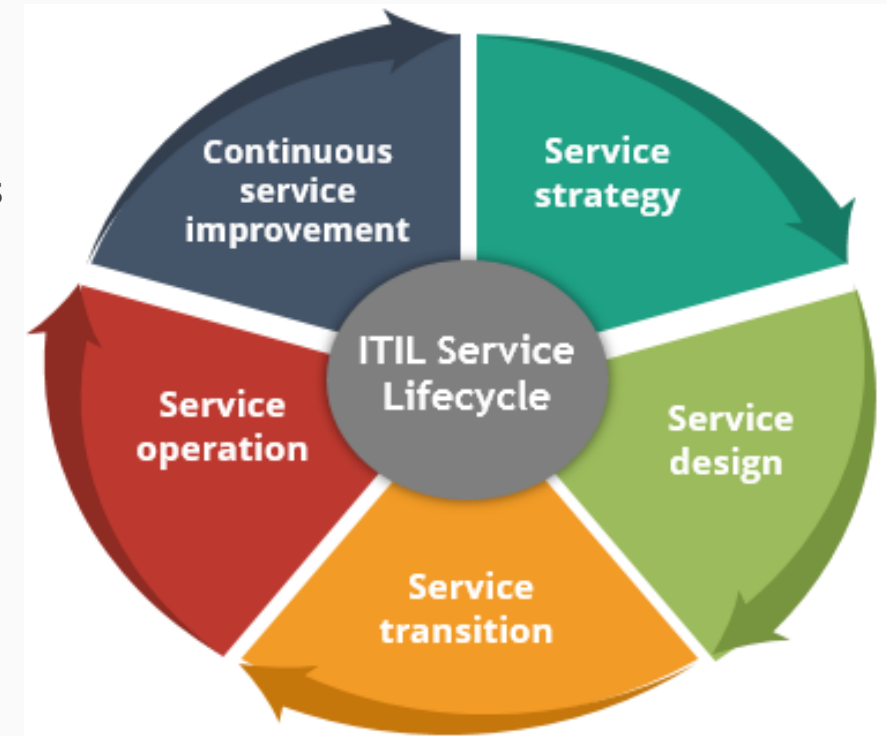 Continuous
service
improvement
Service
strategy
ITIL Service
Lifecycle
Service
operation
Service
design
Service
transition